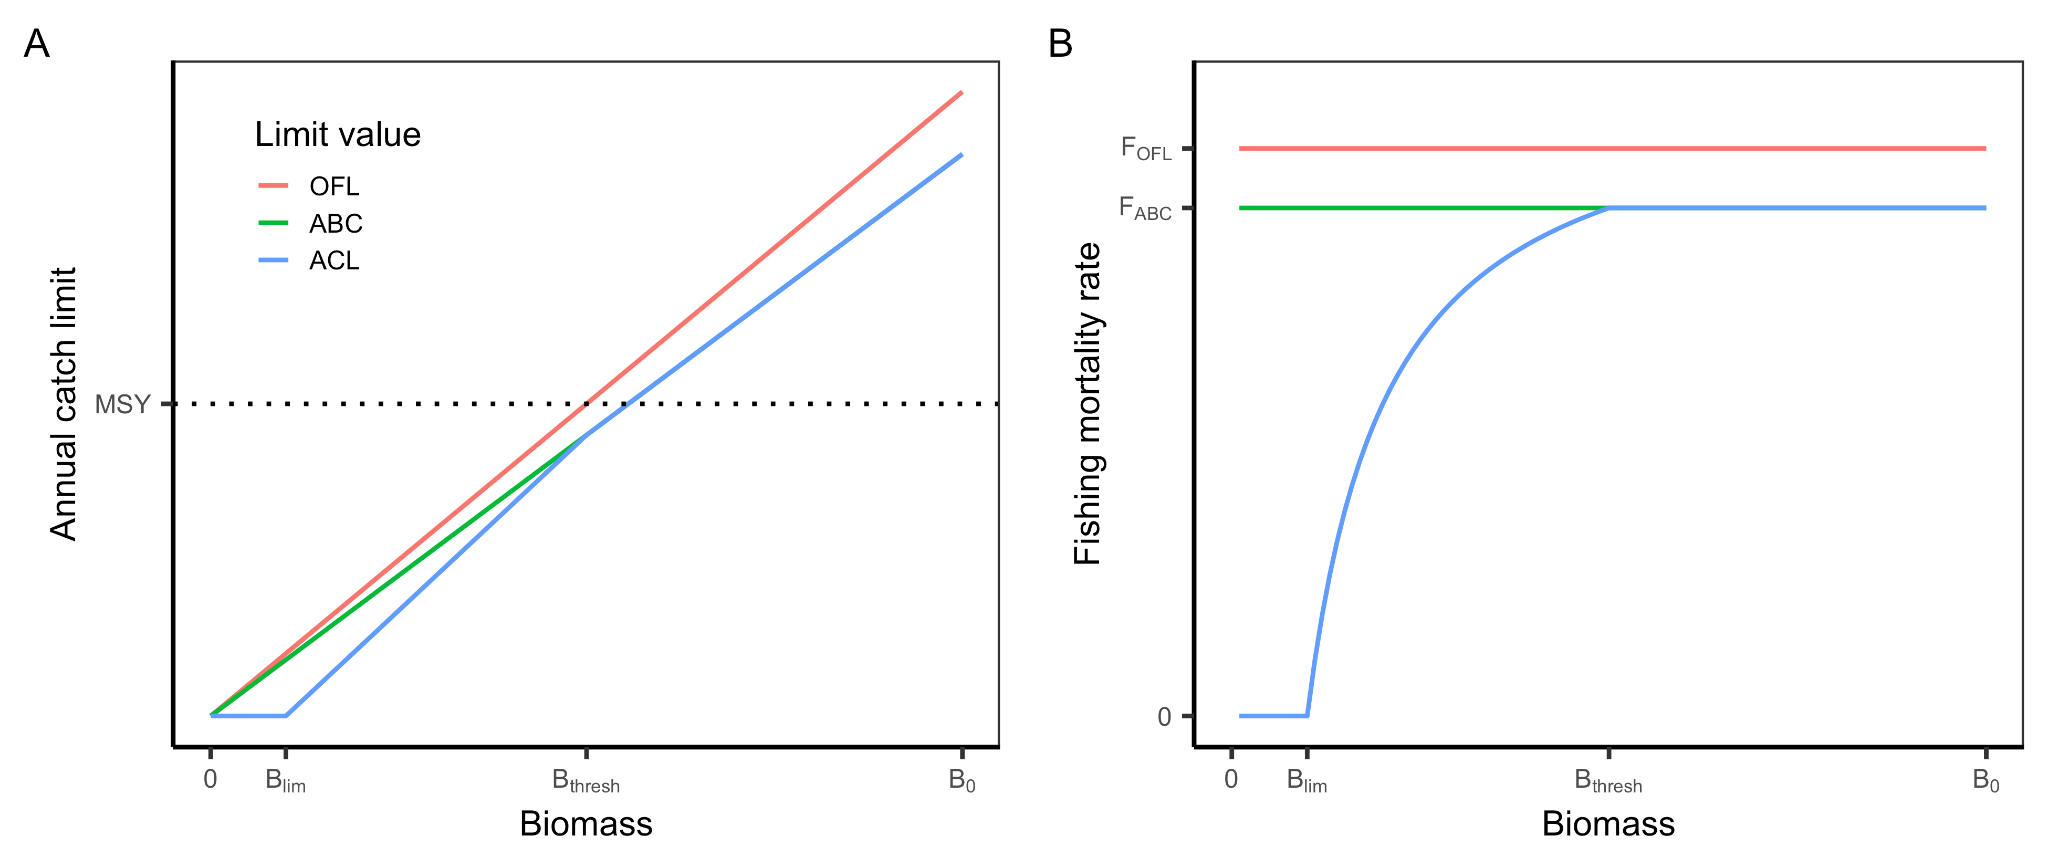 A
Limit value
OFL
ABC
ACL
Annual catch limit
MSY
0 Blim Bthresh B0
Biomass
B
FOFL
FABC
Fishing mortality rate
0
0 Blim Bthresh B0
Biomass